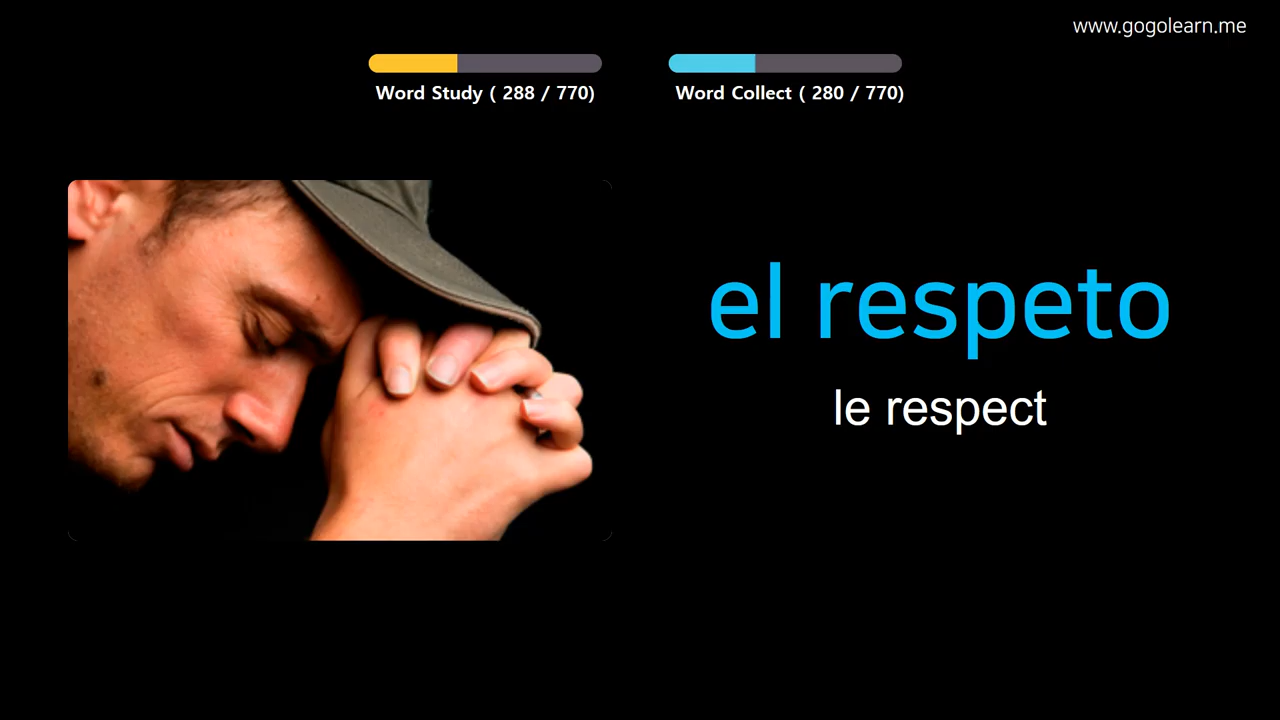 www.gogolearn.me
Word Study ( 288 / 770)
Word Collect ( 280 / 770)
el respeto
le respect